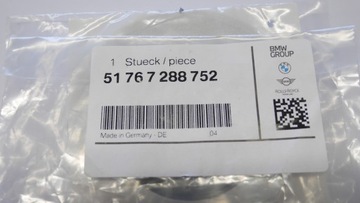 1 Stueck / piece
51 76 7 288 752
Made in Germany - DE 04
BMW
GROUP